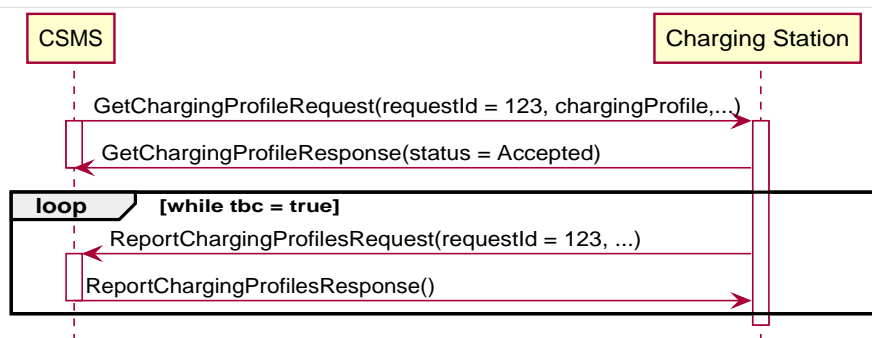 CSMS
Charging Station
GetChargingProfileRequest(requestId = 123, chargingProfile,...)
GetChargingProfileResponse(status = Accepted)
loop [while tbc = true]
ReportChargingProfilesRequest(requestId = 123, ...)
ReportChargingProfilesResponse()